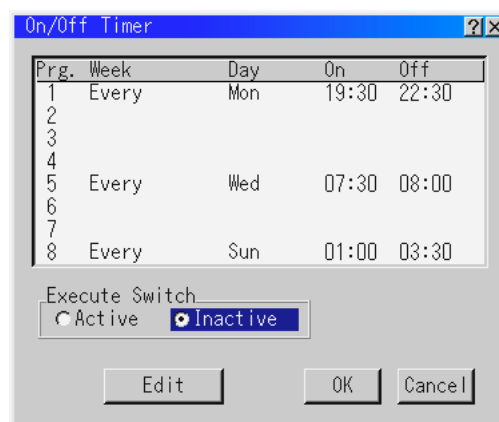 On/Off Timer ? ×
Prg. Week Day On Off
1 Every Mon 19:30 22:30
2
3
4
5 Every Wed 07:30 08:00
6
7
8 Every Sun 01:00 03:30
Execute Switch
Active Inactive
Edit OK Cancel